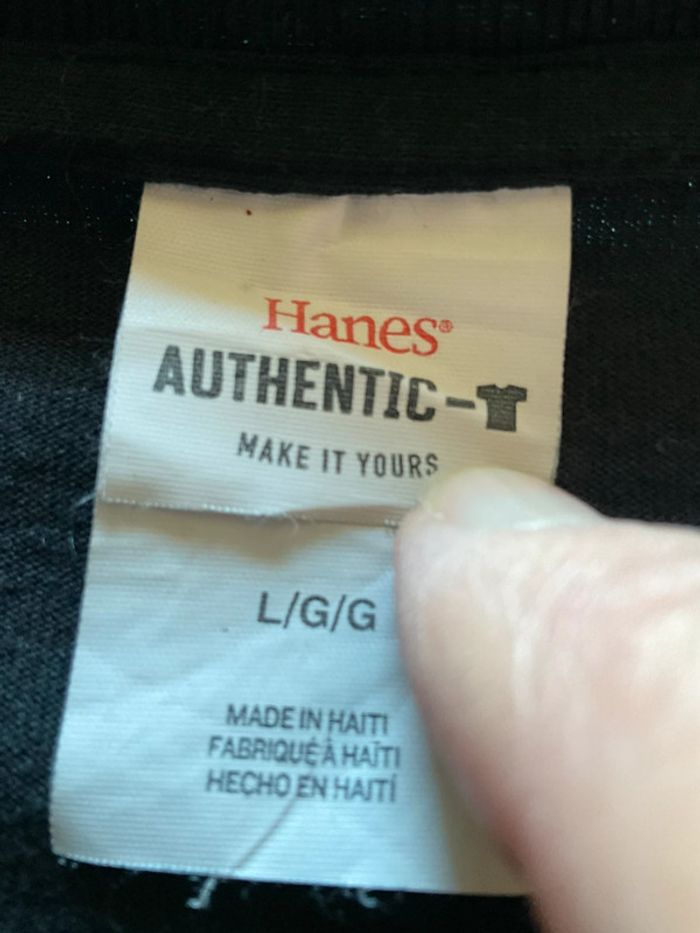 Hanes®
AUTHENTIC-
MAKE IT YOURS
L/G/G
MADE IN HAITI
FABRIQUÉ À HAÏTI
HECHO EN HAITÍ